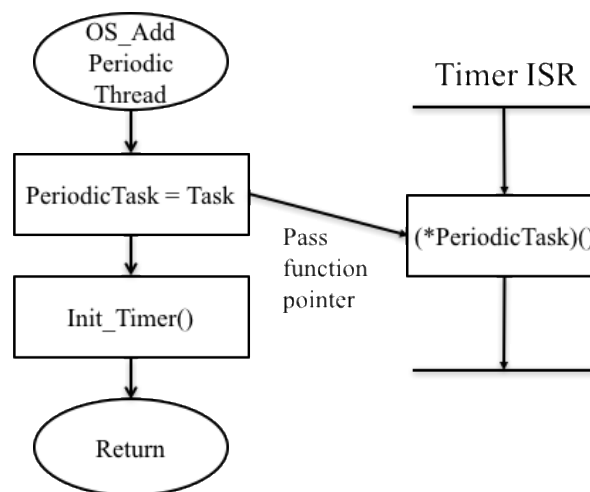 OS_Add
Periodic
Thread
PeriodicTask = Task
Init_Timer()
Return
Pass
function
pointer
Timer ISR
(*PeriodicTask)()